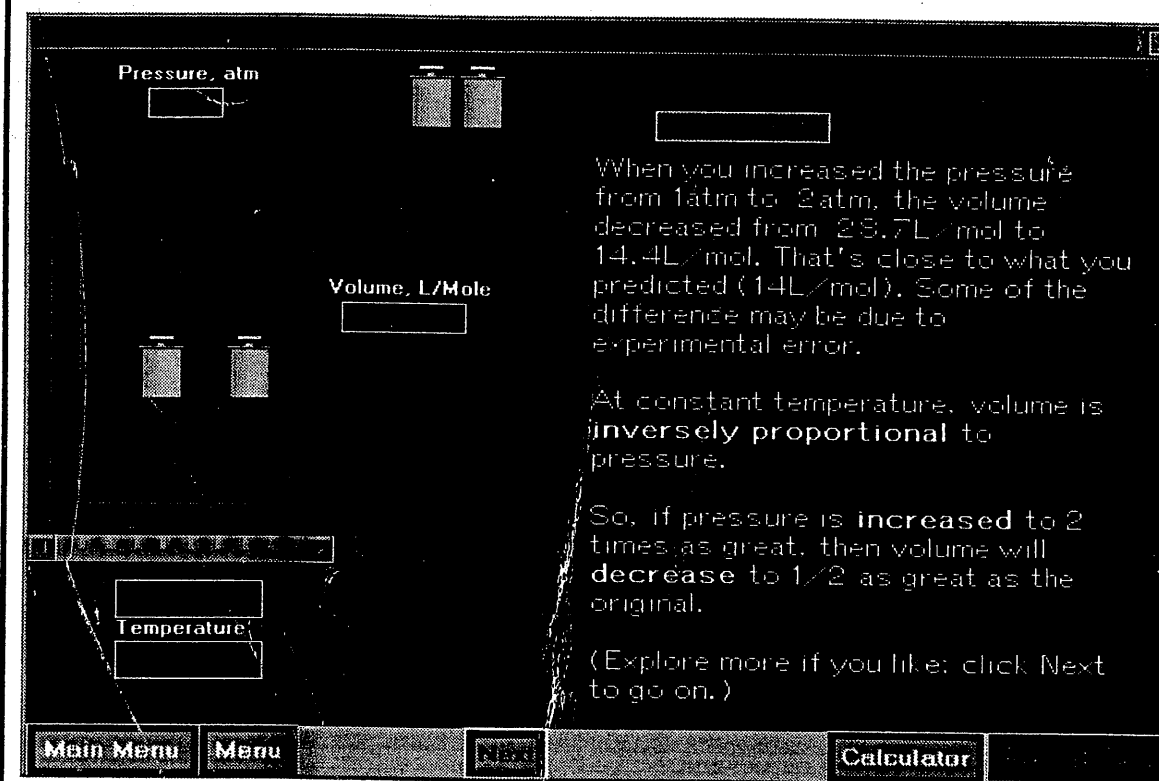 Pressure, atm
When you increased the pressure
from 1atm to 2atm, the volume
decreased from 28.7L/mol to
14.4L/mol. That's close to what you
predicted (14L/mol). Some of the
difference may be due to
experimental error.
Volume, L/Mole
At constant temperature, volume is
inversely proportional to
pressure.
So, if pressure is increased to 2
times as great, then volume will
decrease to 1/2 as great as the
original.
Temperature
(Explore more if you like: click Next
to go on.)
Main Menu
Menu
Next
Calculator